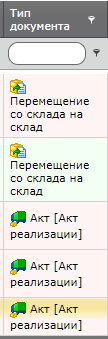 Тип
документа
Перемещение
со склада на
склад
Перемещение
со склада на
склад
Акт [Акт
реализации]
Акт [Акт
реализации]
Акт [Акт
реализации]